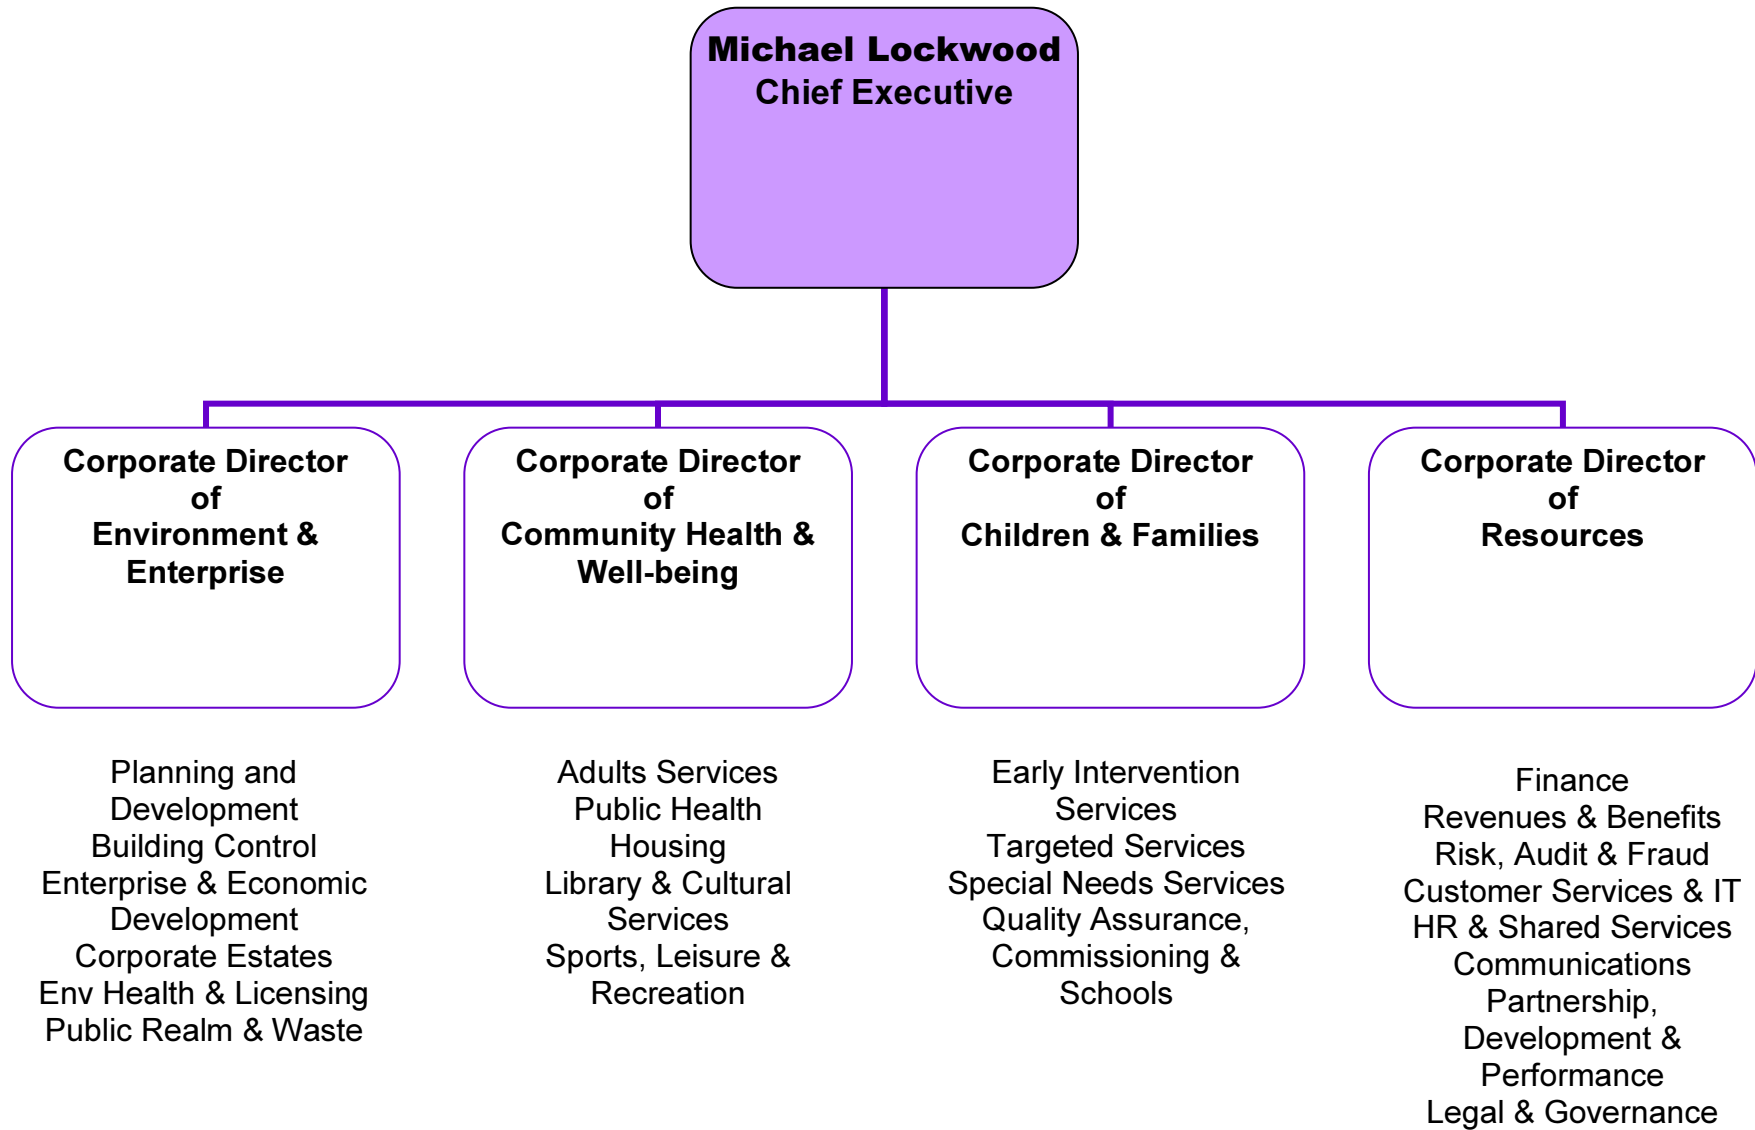 Michael Lockwood
Chief Executive
Corporate Director
of
Environment &
Enterprise
Corporate Director
of
Community Health &
Well-being
Corporate Director
of
Children & Families
Corporate Director
of
Resources
Planning and
Development
Building Control
Enterprise & Economic
Development
Corporate Estates
Env Health & Licensing
Public Realm & Waste
Adults Services
Public Health
Housing
Library & Cultural
Services
Sports, Leisure &
Recreation
Early Intervention
Services
Targeted Services
Special Needs Services
Quality Assurance,
Commissioning &
Schools
Finance
Revenues & Benefits
Risk, Audit & Fraud
Customer Services & IT
HR & Shared Services
Communications
Partnership,
Development &
Performance
Legal & Governance